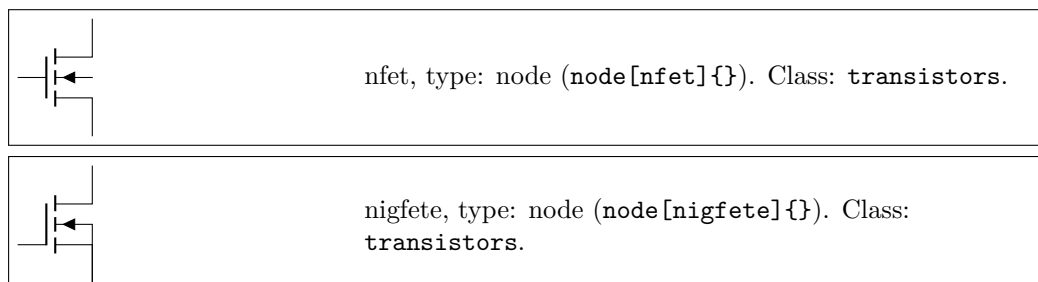 nfet, type: node (node[nfet]{}). Class: transistors.
nigfete, type: node (node[nigfete]{}). Class:
transistors.